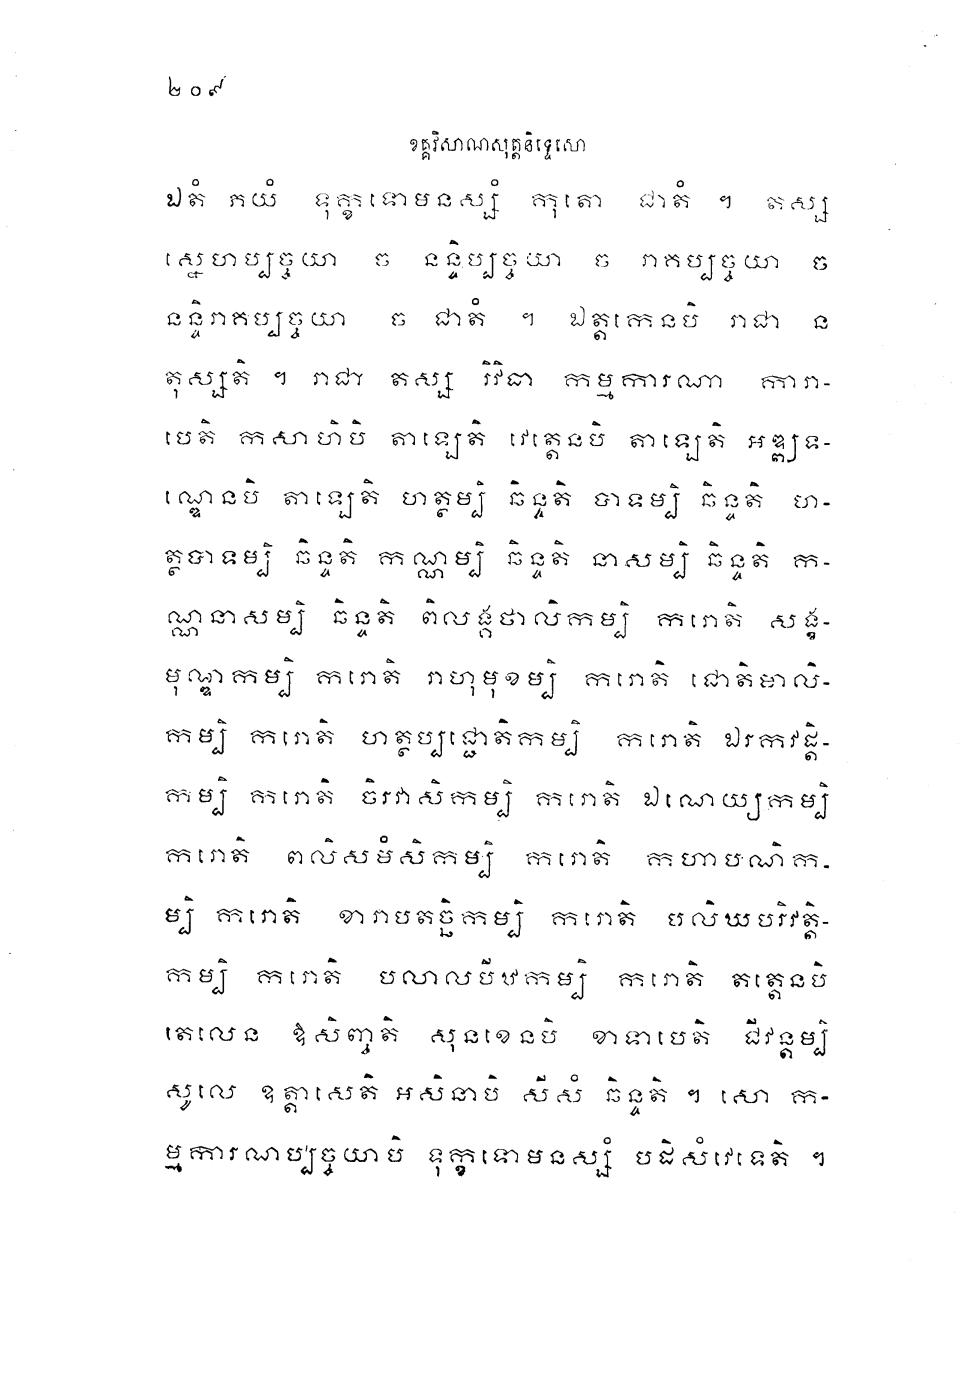 ២០៩
ខគ្គវិសាណសុត្តនិទ្ទេសោ
ឯតំ ភយំ ទុក្ខទោមនស្សំ កុតោ ជាតំ ។ តស្ស
ស្នេហប្បច្ចយា ច នន្ទិប្បច្ចយា ច រាគប្បច្ចយា ច
នន្ទិរាគប្បច្ចយា ច ជាតំ ។ ឯត្តកេនបិ រាជា ន
តុស្សតិ ។ រាជា តស្ស វិវិធា កម្មការណា ការា-
បេតិ កសាហិបិ តាឡេតិ វេត្តេនបិ តាឡេតិ អឌ្ឍទ-
ណ្ឌេនបិ តាឡេតិ ហត្ថម្បិ ឆិន្ទតិ បាទម្បិ ឆិន្ទតិ ហ-
ត្ថបាទម្បិ ឆិន្ទតិ កណ្ណម្បិ ឆិន្ទតិ នាសម្បិ ឆិន្ទតិ ក-
ណ្ណនាសម្បិ ឆិន្ទតិ ពិលង្គថាលិកម្បិ ករោតិ សង្ខ-
មុណ្ឌកម្បិ ករោតិ រាហុមុខម្បិ ករោតិ ជោតិមាលិ-
កម្បិ ករោតិ ហត្ថប្បជ្ជោតិកម្បិ ករោតិ ឯរកវដ្តិ-
កម្បិ ករោតិ ចិរវាសិកម្បិ ករោតិ ឯណេយ្យកម្បិ
ករោតិ ពលិសមំសិកម្បិ ករោតិ កហាបណិក-
ម្បិ ករោតិ ខារាបតច្ឆិកម្បិ ករោតិ បលិឃបរិវត្តិ-
កម្បិ ករោតិ បលាលបីឋកម្បិ ករោតិ តត្តេនបិ
តេលេន ឱសិញ្ចតិ សុនខេនបិ ខាទាបេតិ ជីវន្តម្បិ
សូលេ ឧត្តាសេតិ អសិនាបិ សីសំ ឆិន្ទតិ ។ សោ ក-
ម្មការណប្បច្ចយាបិ ទុក្ខទោមនស្សំ បដិសំវេទេតិ ។